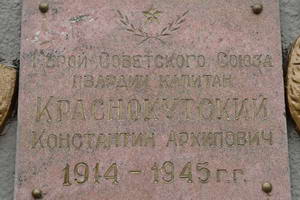 Герой Советского Союза
гвардии капитан
Краснокутский
Константин Архипович
1914 - 1945 г.г.